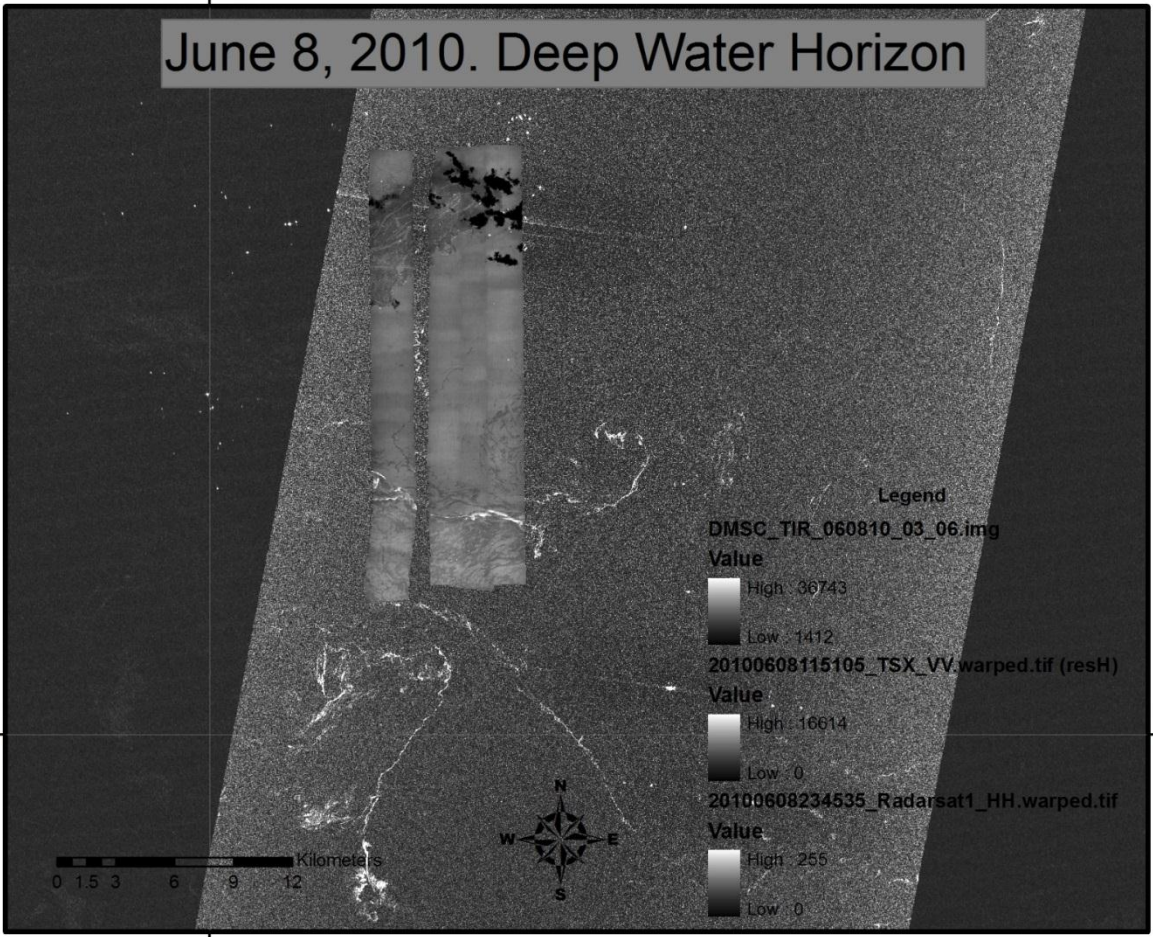 June 8, 2010. Deep Water Horizon
Legend
DMSC_TIR_060810_03_06.img
Value
High : 36743
Low : 1412
20100608115105_TSX_VV.warped.tif (resH)
Value
High : 16614
Low : 0
20100608234535_Radarsat1_HH.warped.tif
Value
High : 255
Low : 0
N
W E
S
Kilometers
0 1.5 3 6 9 12